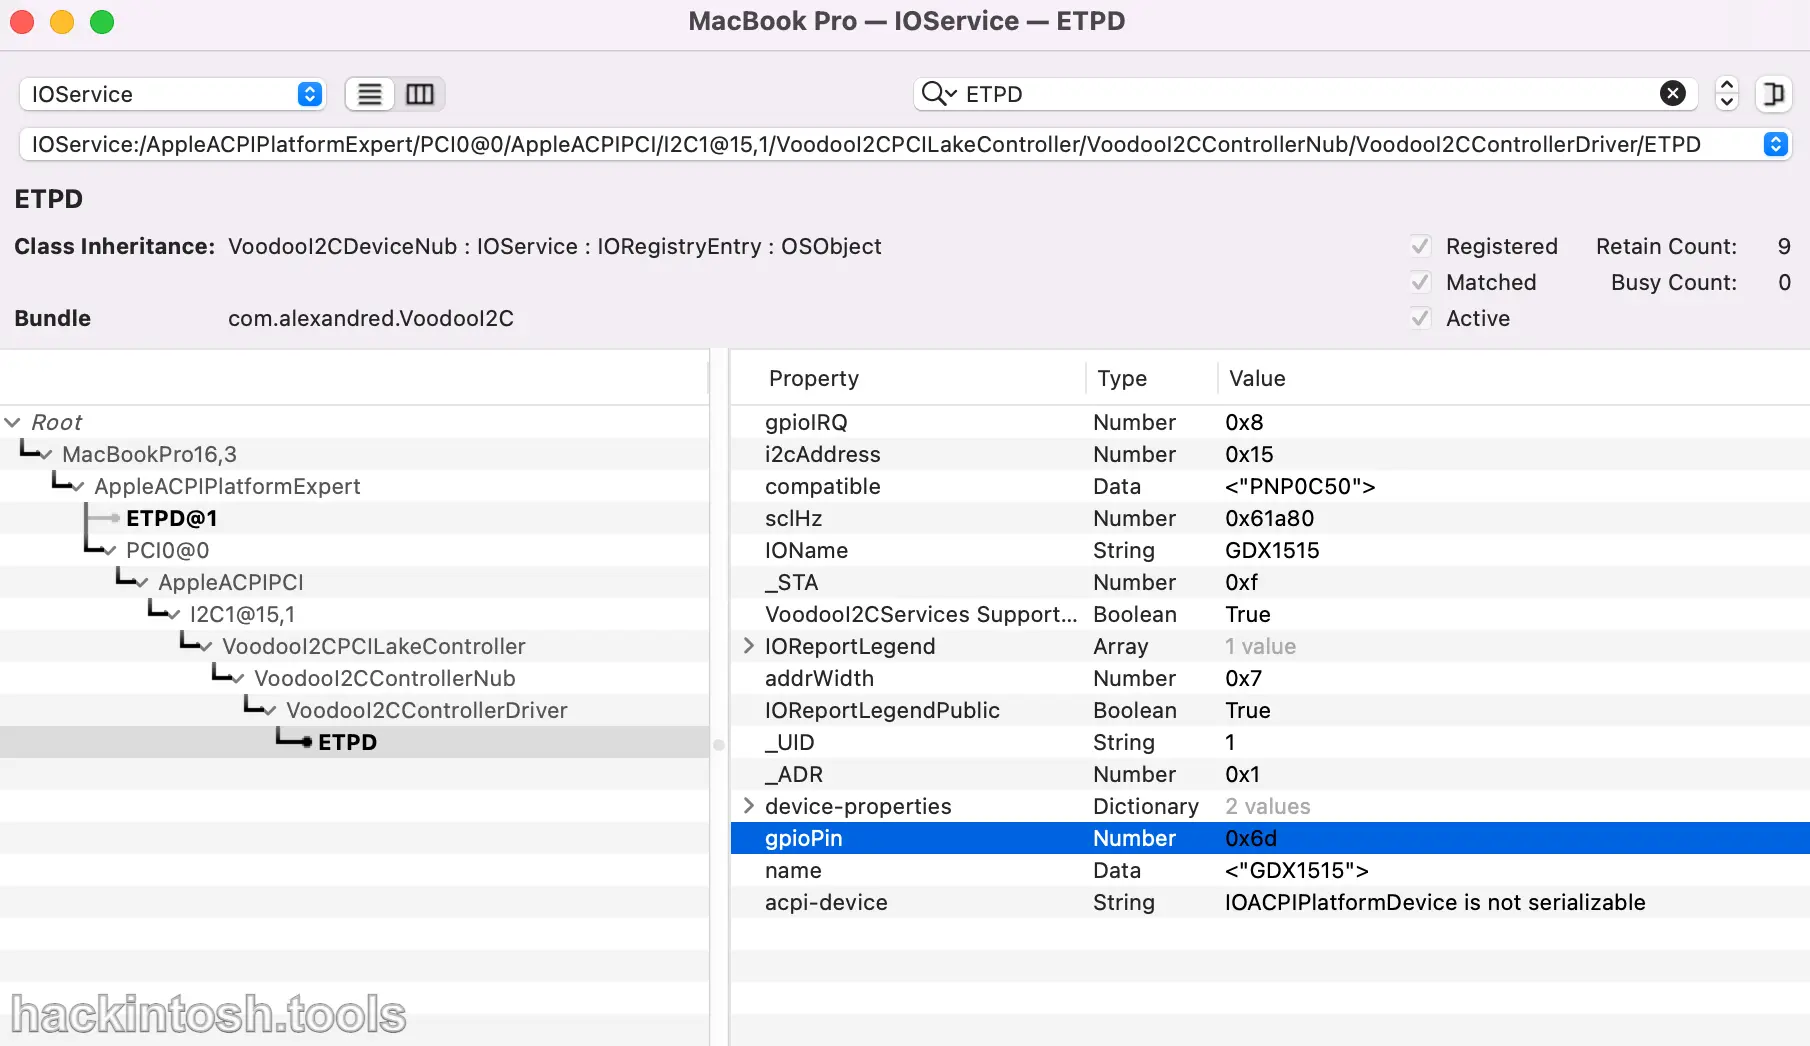 MacBook Pro — IOService — ETPD
IOService
ETPD
IOService:/AppleACPIPlatformExpert/PCI0@0/AppleACPIPCI/I2C1@15,1/VoodooI2CPCILakeController/VoodooI2CControllerNub/VoodooI2CControllerDriver/ETPD
ETPD
Class Inheritance: VoodooI2CDeviceNub : IOService : IORegistryEntry : OSObject
Registered Retain Count: 9
Matched Busy Count: 0
Bundle com.alexandred.VoodooI2C
Active
Root
MacBookPro16,3
AppleACPIPlatformExpert
ETPD@1
PCI0@0
AppleACPIPCI
I2C1@15,1
VoodooI2CPCILakeController
VoodooI2CControllerNub
VoodooI2CControllerDriver
ETPD
Property Type Value
gpioIRQ Number 0x8
i2cAddress Number 0x15
compatible Data <"PNP0C50">
sclHz Number 0x61a80
IOName String GDX1515
_STA Number 0xf
VoodooI2CServices Support... Boolean True
IOReportLegend Array 1 value
addrWidth Number 0x7
IOReportLegendPublic Boolean True
_UID String 1
_ADR Number 0x1
device-properties Dictionary 2 values
gpioPin Number 0x6d
name Data <"GDX1515">
acpi-device String IOACPIPlatformDevice is not serializable
hackintosh.tools